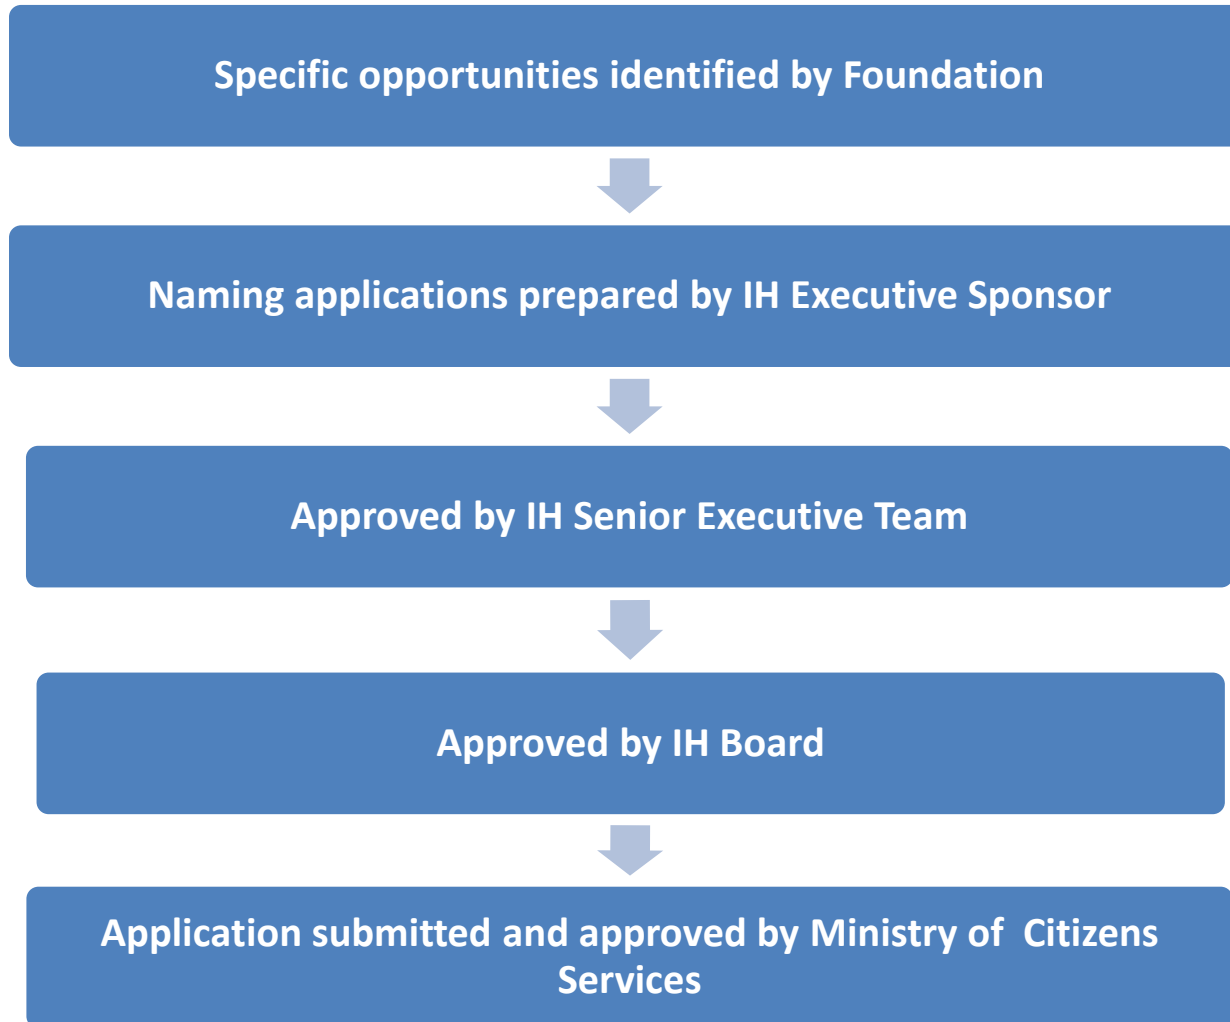 Specific opportunities identified by Foundation
Naming applications prepared by IH Executive Sponsor
Approved by IH Senior Executive Team
Approved by IH Board
Application submitted and approved by Ministry of  Citizens
Services